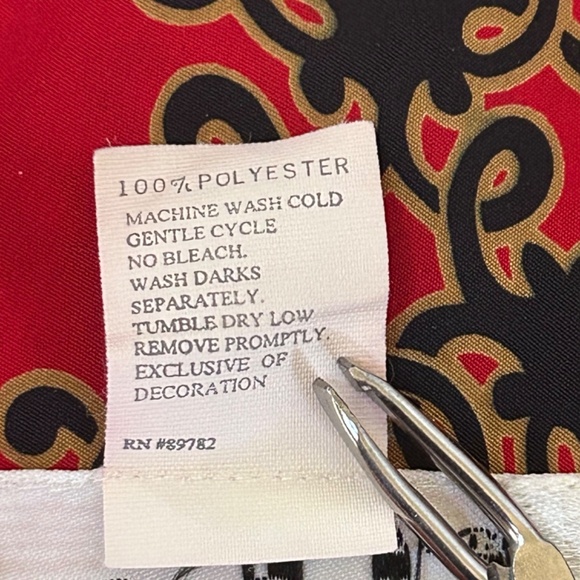 100% POLYESTER
MACHINE WASH COLD
GENTLE CYCLE
NO BLEACH.
WASH DARKS
SEPARATELY.
TUMBLE DRY LOW
REMOVE PROMPTLY.
EXCLUSIVE OF
DECORATION
RN #89782